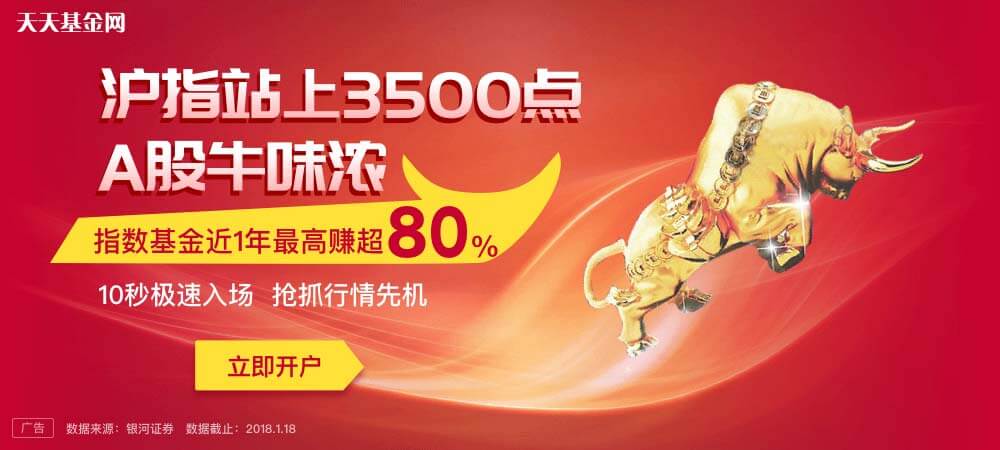 天天基金网
沪指站上3500点
A股牛味浓
指数基金近1年最高赚超80%
10秒极速入场 抢抓行情先机
立即开户
广告 数据来源：银河证券 数据截止：2018.1.18